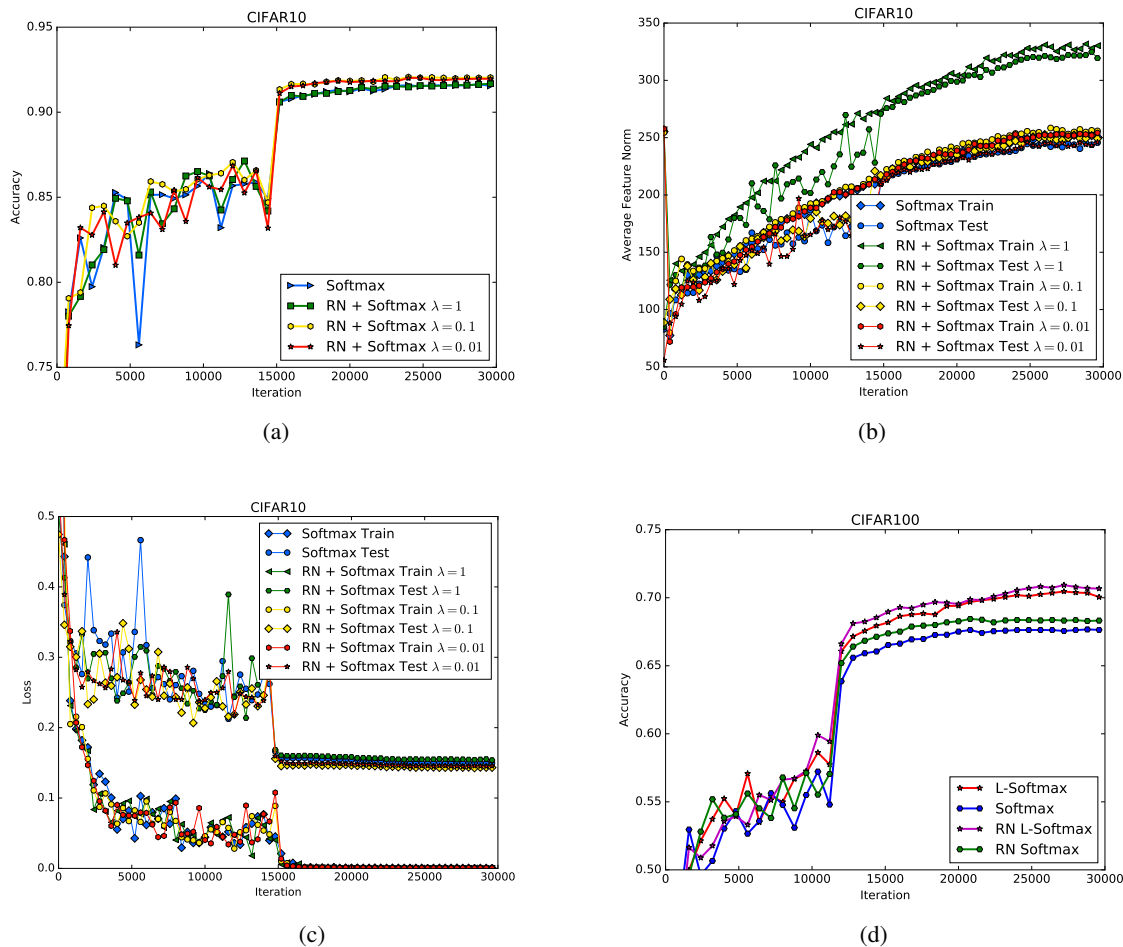 CIFAR10
0.95
0.90
0.85
0.80
0.75
Accuracy
Softmax
RN + Softmax λ=1
RN + Softmax λ=0.1
RN + Softmax λ=0.01
0 5000 10000 15000 20000 25000 30000
Iteration
(a)
CIFAR10
350
300
250
200
150
100
50
Average Feature Norm
Softmax Train
Softmax Test
RN + Softmax Train λ=1
RN + Softmax Test λ=1
RN + Softmax Train λ=0.1
RN + Softmax Test λ=0.1
RN + Softmax Train λ=0.01
RN + Softmax Test λ=0.01
0 5000 10000 15000 20000 25000 30000
Iteration
(b)
CIFAR10
0.5
0.4
0.3
0.2
0.1
0.0
Loss
Softmax Train
Softmax Test
RN + Softmax Train λ=1
RN + Softmax Test λ=1
RN + Softmax Train λ=0.1
RN + Softmax Test λ=0.1
RN + Softmax Train λ=0.01
RN + Softmax Test λ=0.01
0 5000 10000 15000 20000 25000 30000
Iteration
(c)
CIFAR100
0.75
0.70
0.65
0.60
0.55
0.50
Accuracy
L-Softmax
Softmax
RN L-Softmax
RN Softmax
0 5000 10000 15000 20000 25000 30000
Iteration
(d)